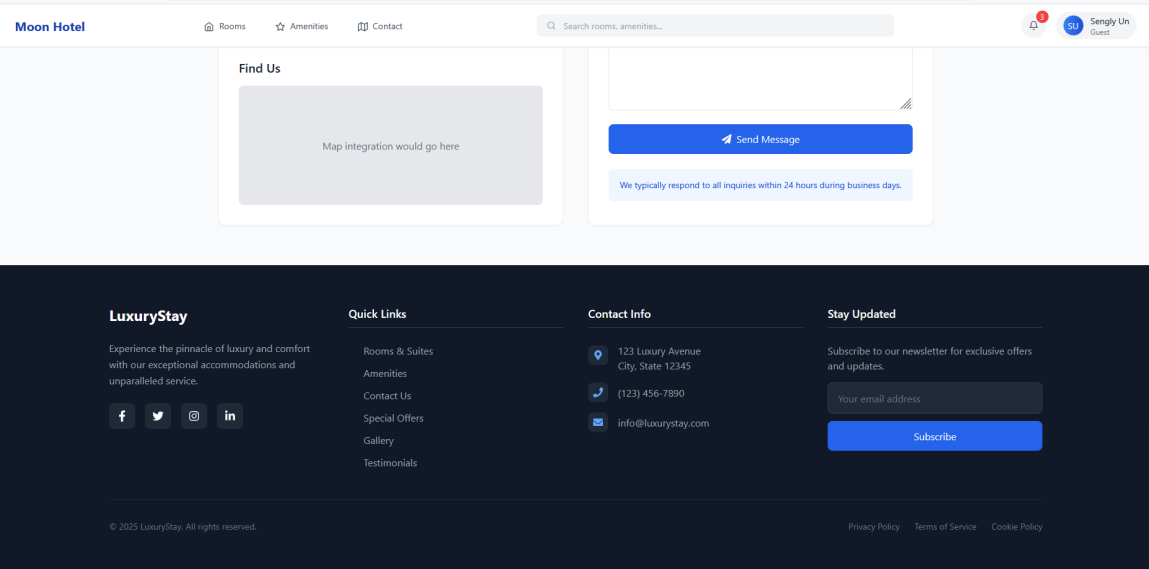 Moon Hotel
Rooms
Amenities
Contact
Search rooms, amenities...
3
SU
Sengly Un
Guest
Find Us
Map integration would go here
Send Message
We typically respond to all inquiries within 24 hours during business days.
LuxuryStay
Experience the pinnacle of luxury and comfort
with our exceptional accommodations and
unparalleled service.
Quick Links
Rooms & Suites
Amenities
Contact Us
Special Offers
Gallery
Testimonials
Contact Info
123 Luxury Avenue
City, State 12345
(123) 456-7890
info@luxurystay.com
Stay Updated
Subscribe to our newsletter for exclusive offers
and updates.
Your email address
Subscribe
© 2025 LuxuryStay. All rights reserved.
Privacy Policy
Terms of Service
Cookie Policy